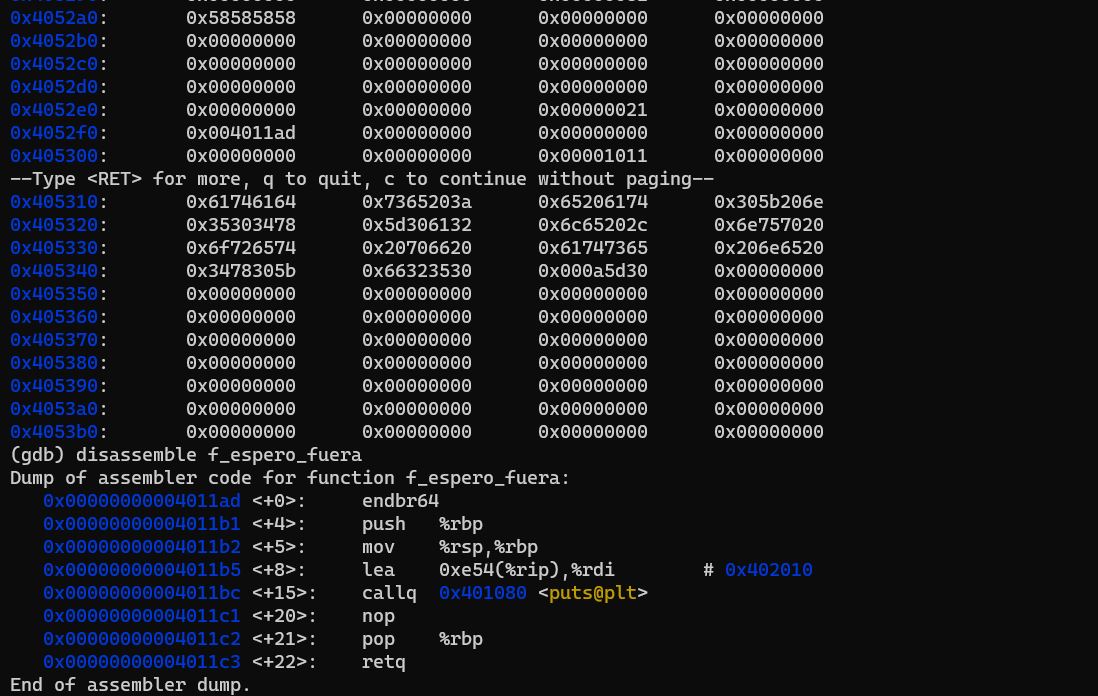 0x4052a0: 0x58585858 0x00000000 0x00000000 0x00000000
0x4052b0: 0x00000000 0x00000000 0x00000000 0x00000000
0x4052c0: 0x00000000 0x00000000 0x00000000 0x00000000
0x4052d0: 0x00000000 0x00000000 0x00000000 0x00000000
0x4052e0: 0x00000000 0x00000000 0x00000021 0x00000000
0x4052f0: 0x004011ad 0x00000000 0x00000000 0x00000000
0x405300: 0x00000000 0x00000000 0x00001011 0x00000000
--Type <RET> for more, q to quit, c to continue without paging--
0x405310: 0x61746164 0x7365203a 0x65206174 0x305b206e
0x405320: 0x35303478 0x5d306132 0x6c65202c 0x6e757020
0x405330: 0x6f726574 0x20706620 0x61747365 0x206e6520
0x405340: 0x3478305b 0x66323530 0x000a5d30 0x00000000
0x405350: 0x00000000 0x00000000 0x00000000 0x00000000
0x405360: 0x00000000 0x00000000 0x00000000 0x00000000
0x405370: 0x00000000 0x00000000 0x00000000 0x00000000
0x405380: 0x00000000 0x00000000 0x00000000 0x00000000
0x405390: 0x00000000 0x00000000 0x00000000 0x00000000
0x4053a0: 0x00000000 0x00000000 0x00000000 0x00000000
0x4053b0: 0x00000000 0x00000000 0x00000000 0x00000000
(gdb) disassemble f_espero_fuera
Dump of assembler code for function f_espero_fuera:
0x00000000004011ad <+0>: endbr64
0x00000000004011b1 <+4>: push %rbp
0x00000000004011b2 <+5>: mov %rsp,%rbp
0x00000000004011b5 <+8>: lea 0xe54(%rip),%rdi # 0x402010
0x00000000004011bc <+15>: callq 0x401080 <puts@plt>
0x00000000004011c1 <+20>: nop
0x00000000004011c2 <+21>: pop %rbp
0x00000000004011c3 <+22>: retq
End of assembler dump.